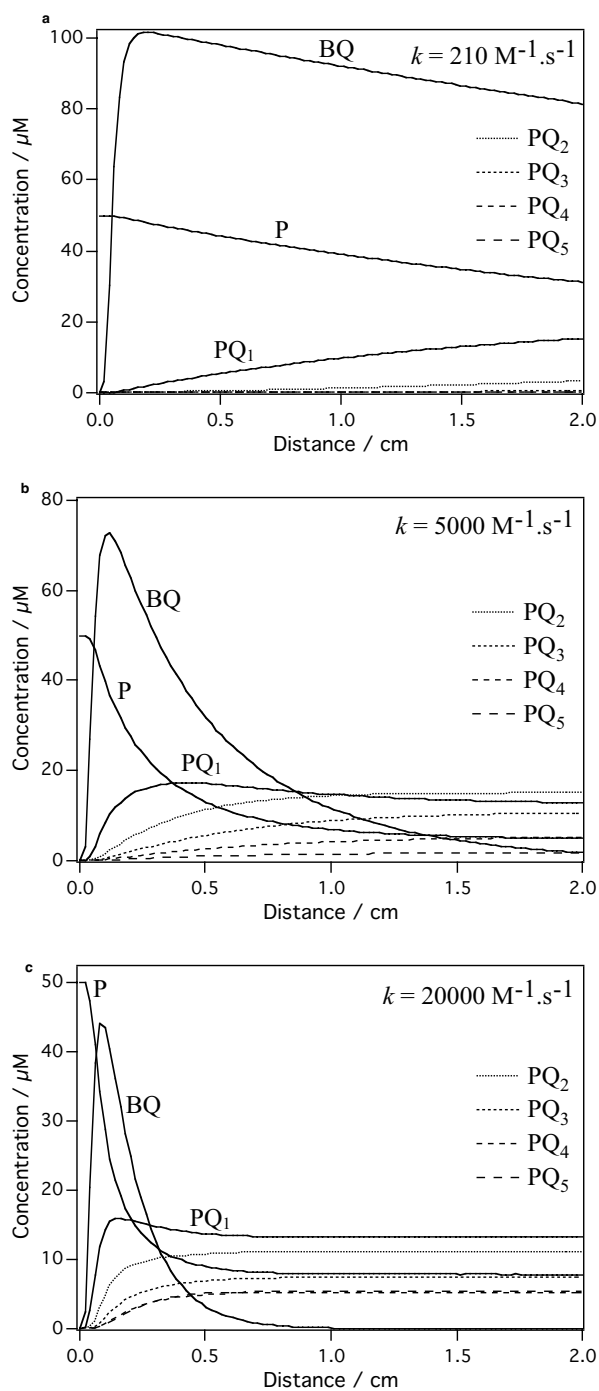 a
k = 210 M-1.s-1
BQ
P
PQ1
PQ2
PQ3
PQ4
PQ5
100
80
60
40
20
0
Concentration / µM
0.0 0.5 1.0 1.5 2.0
Distance / cm
b
k = 5000 M-1.s-1
BQ
P
PQ1
PQ2
PQ3
PQ4
PQ5
80
60
40
20
0
Concentration / µM
0.0 0.5 1.0 1.5 2.0
Distance / cm
c
k = 20000 M-1.s-1
P
BQ
PQ1
PQ2
PQ3
PQ4
PQ5
50
40
30
20
10
0
Concentration / µM
0.0 0.5 1.0 1.5 2.0
Distance / cm